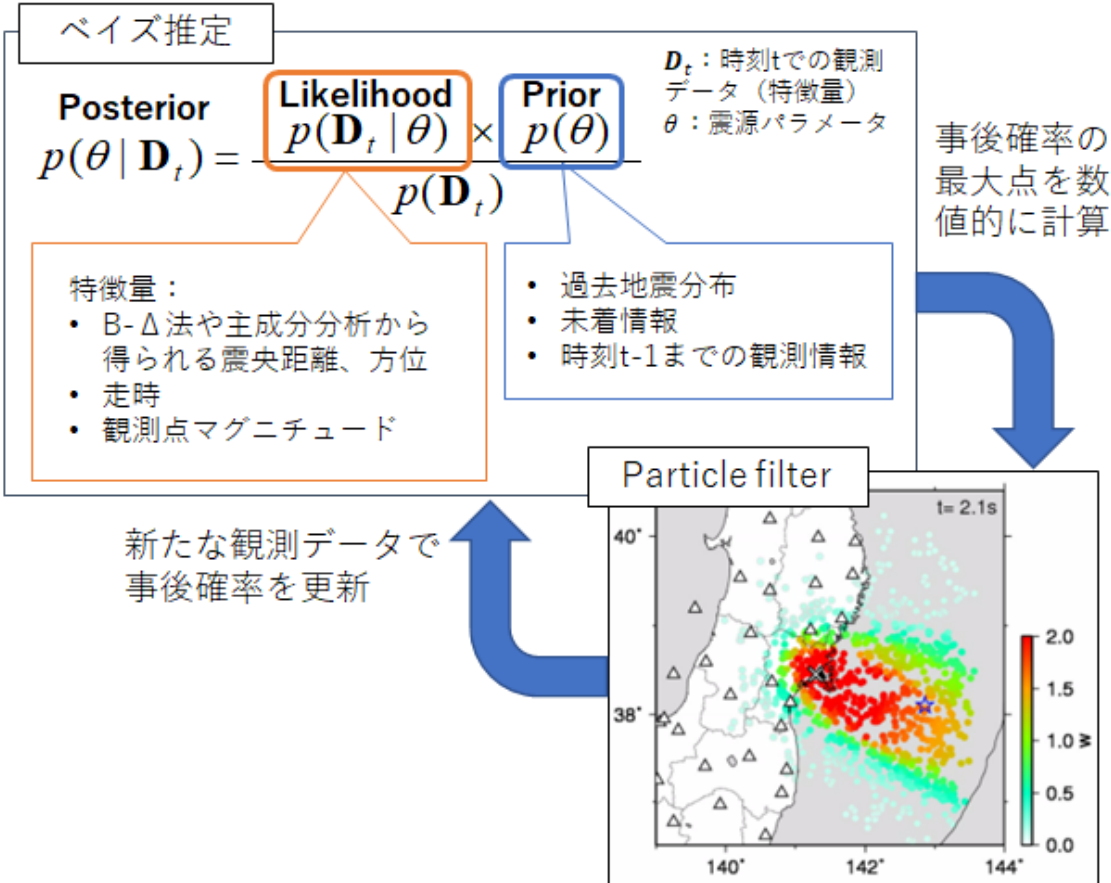 ベイズ推定
Posterior
p(θ | D_t) =
Likelihood
p(D_t | θ)
×
Prior
p(θ)
p(D_t)
D_t：時刻tでの観測
データ（特徴量）
θ：震源パラメータ
特徴量：
• B-Δ法や主成分分析から
得られる震央距離、方位
• 走時
• 観測点マグニチュード
• 過去地震分布
• 未着情報
• 時刻t-1までの観測情報
事後確率の
最大点を数
値的に計算
新たな観測データで
事後確率を更新
Particle filter
t= 2.1s
40°
38°
140°
142°
144°
2.0
1.5
1.0
0.5
0.0
w